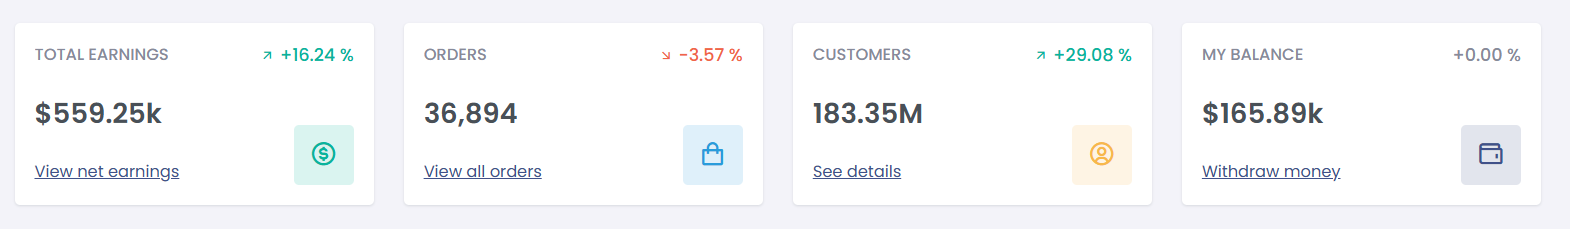 TOTAL EARNINGS
+16.24 %
$559.25k
View net earnings
ORDERS
-3.57 %
36,894
View all orders
CUSTOMERS
+29.08 %
183.35M
See details
MY BALANCE
+0.00 %
$165.89k
Withdraw money